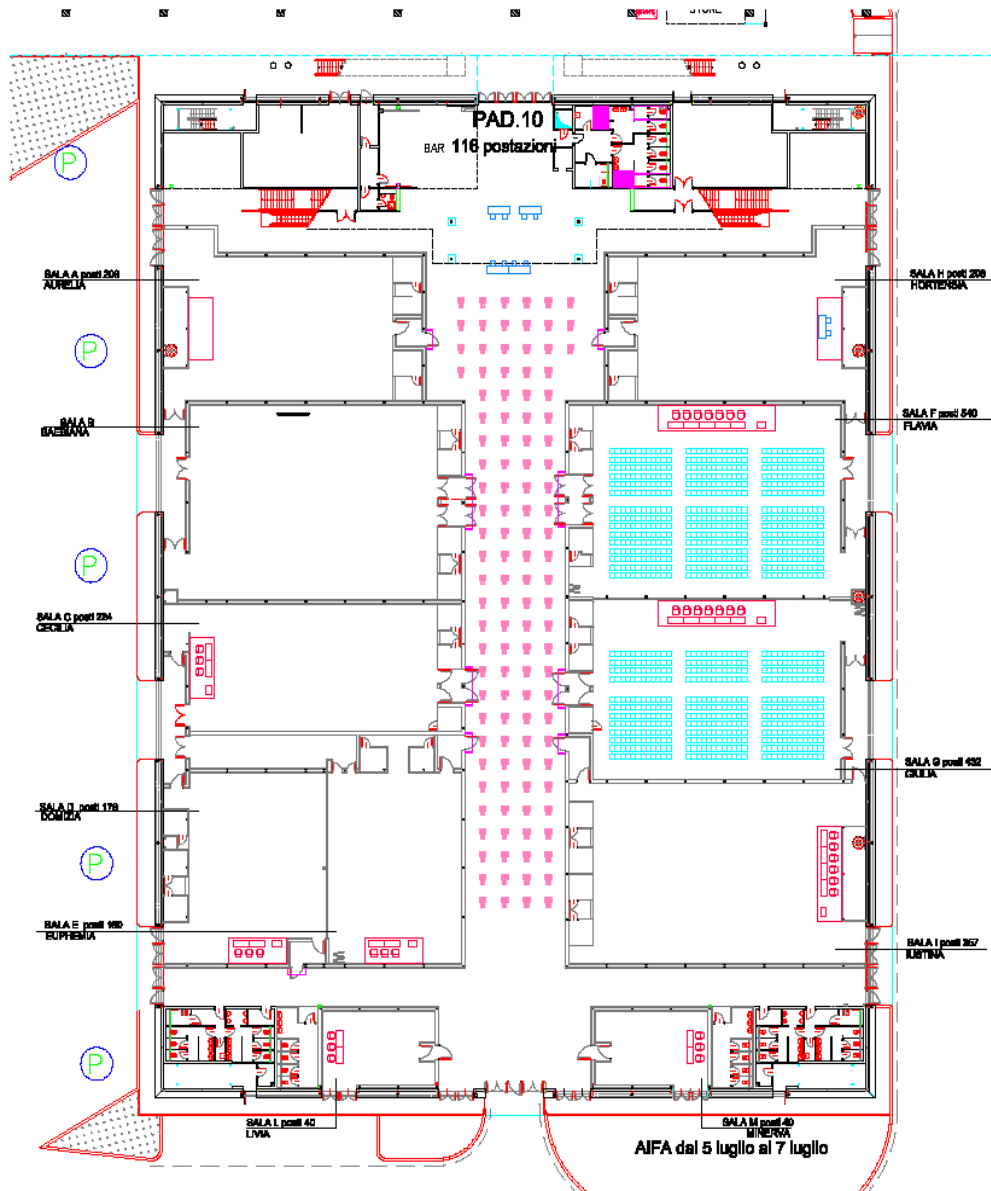 STORE
PAD.10
BAR 116 postazioni
P
SALA A posti 208
AURELIA
SALA H posti 208
HORTENSIA
P
SALA B
BAEBIANA
SALA F posti 540
FLAVIA
P
SALA C posti 224
CECILIA
SALA G posti 432
GIULIA
SALA D posti 176
DOMIZIA
P
SALA E posti 160
EUPHEMIA
SALA I posti 357
IUSTINA
P
SALA L posti 40
LIVIA
SALA M posti 40
MINERVA
AIFA dal 5 luglio al 7 luglio